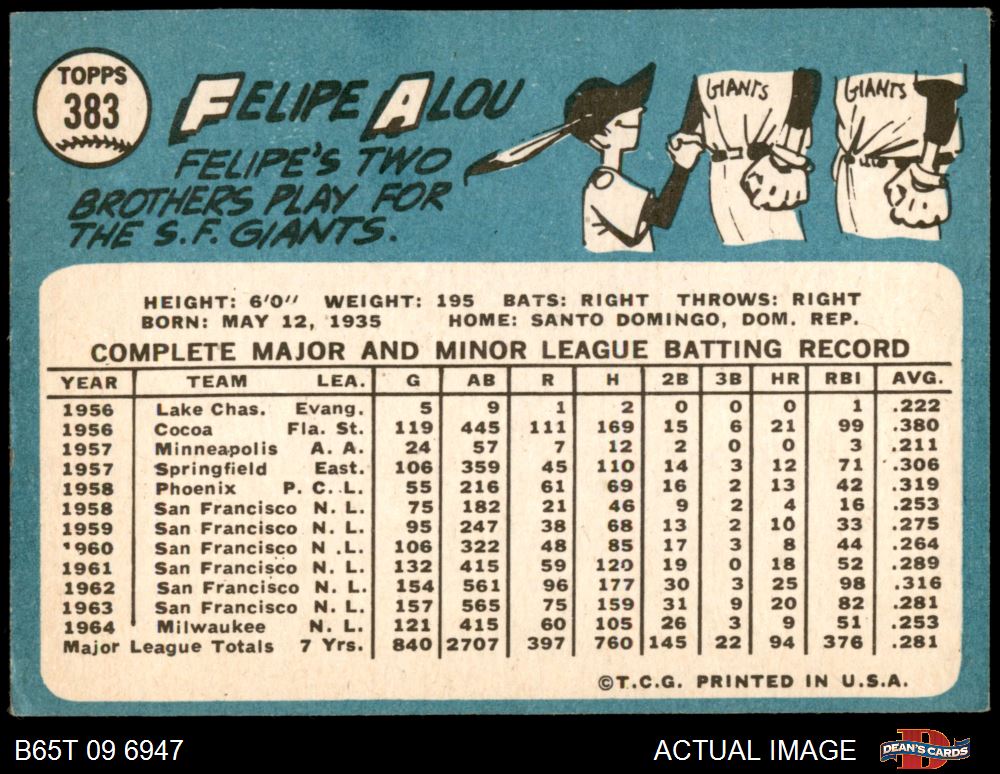 TOPPS
383
FELIPE ALOU
FELIPE'S TWO
BROTHERS PLAY FOR
THE S.F. GIANTS.
GIANTS GIANTS
HEIGHT: 6'0" WEIGHT: 195 BATS: RIGHT THROWS: RIGHT
BORN: MAY 12, 1935 HOME: SANTO DOMINGO, DOM. REP.
COMPLETE MAJOR AND MINOR LEAGUE BATTING RECORD
YEAR TEAM LEA. G AB R H 2B 3B HR RBI AVG.
1956 Lake Chas. Evang. 5 9 1 2 0 0 0 1 .222
1956 Cocoa Fla. St. 119 445 111 169 15 6 21 99 .380
1957 Minneapolis A. A. 24 57 7 12 2 0 0 3 .211
1957 Springfield East. 106 359 45 110 14 3 12 71 .306
1958 Phoenix P. C. L. 55 216 61 69 16 2 13 42 .319
1958 San Francisco N. L. 75 182 21 46 9 2 4 16 .253
1959 San Francisco N. L. 95 247 38 68 13 2 10 33 .275
1960 San Francisco N. L. 106 322 48 85 17 3 8 44 .264
1961 San Francisco N. L. 132 415 59 120 19 0 18 52 .289
1962 San Francisco N. L. 154 561 96 177 30 3 25 98 .316
1963 San Francisco N. L. 157 565 75 159 31 9 20 82 .281
1964 Milwaukee N. L. 121 415 60 105 26 3 9 51 .253
Major League Totals 7 Yrs. 840 2707 397 760 145 22 94 376 .281
©T.C.G. PRINTED IN U.S.A.
B65T 09 6947 ACTUAL IMAGE DEAN'S CARDS